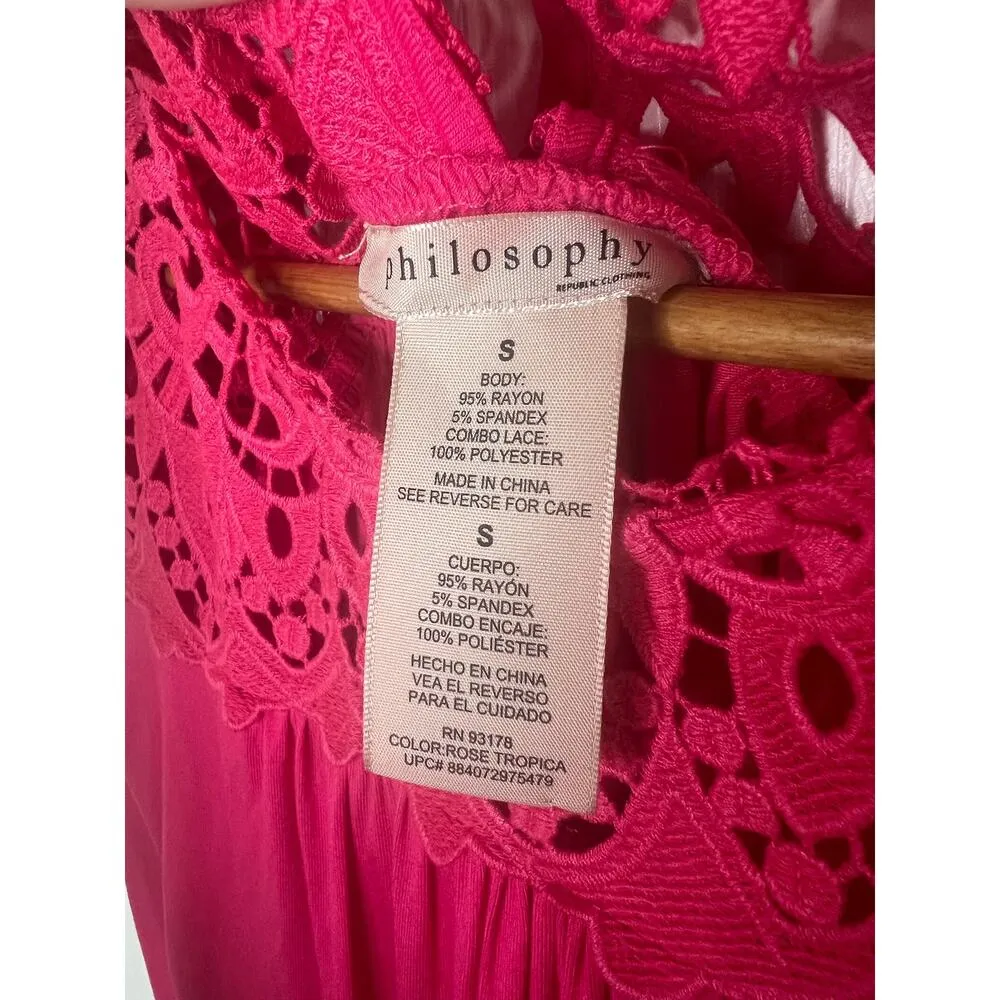 philosophy
REPUBLIC CLOTHING
S
BODY:
95% RAYON
5% SPANDEX
COMBO LACE:
100% POLYESTER
MADE IN CHINA
SEE REVERSE FOR CARE
S
CUERPO:
95% RAYÓN
5% SPANDEX
COMBO ENCAJE:
100% POLIÉSTER
HECHO EN CHINA
VEA EL REVERSO
PARA EL CUIDADO
RN 93178
COLOR:ROSE TROPICA
UPC# 884072975479